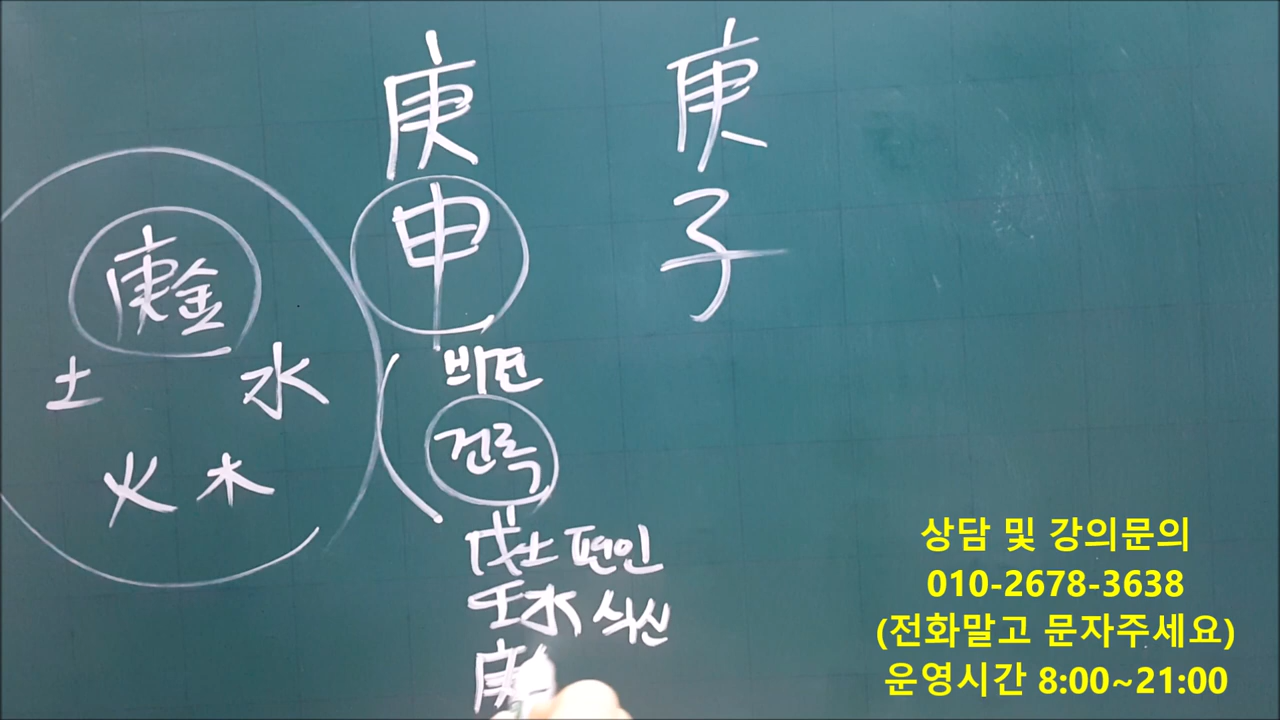 庚
申
비견
건록
戊土 편인
壬水 식신
庚
庚
子
庚金
土 水
火 木
상담 및 강의문의
010-2678-3638
(전화말고 문자주세요)
운영시간 8:00~21:00